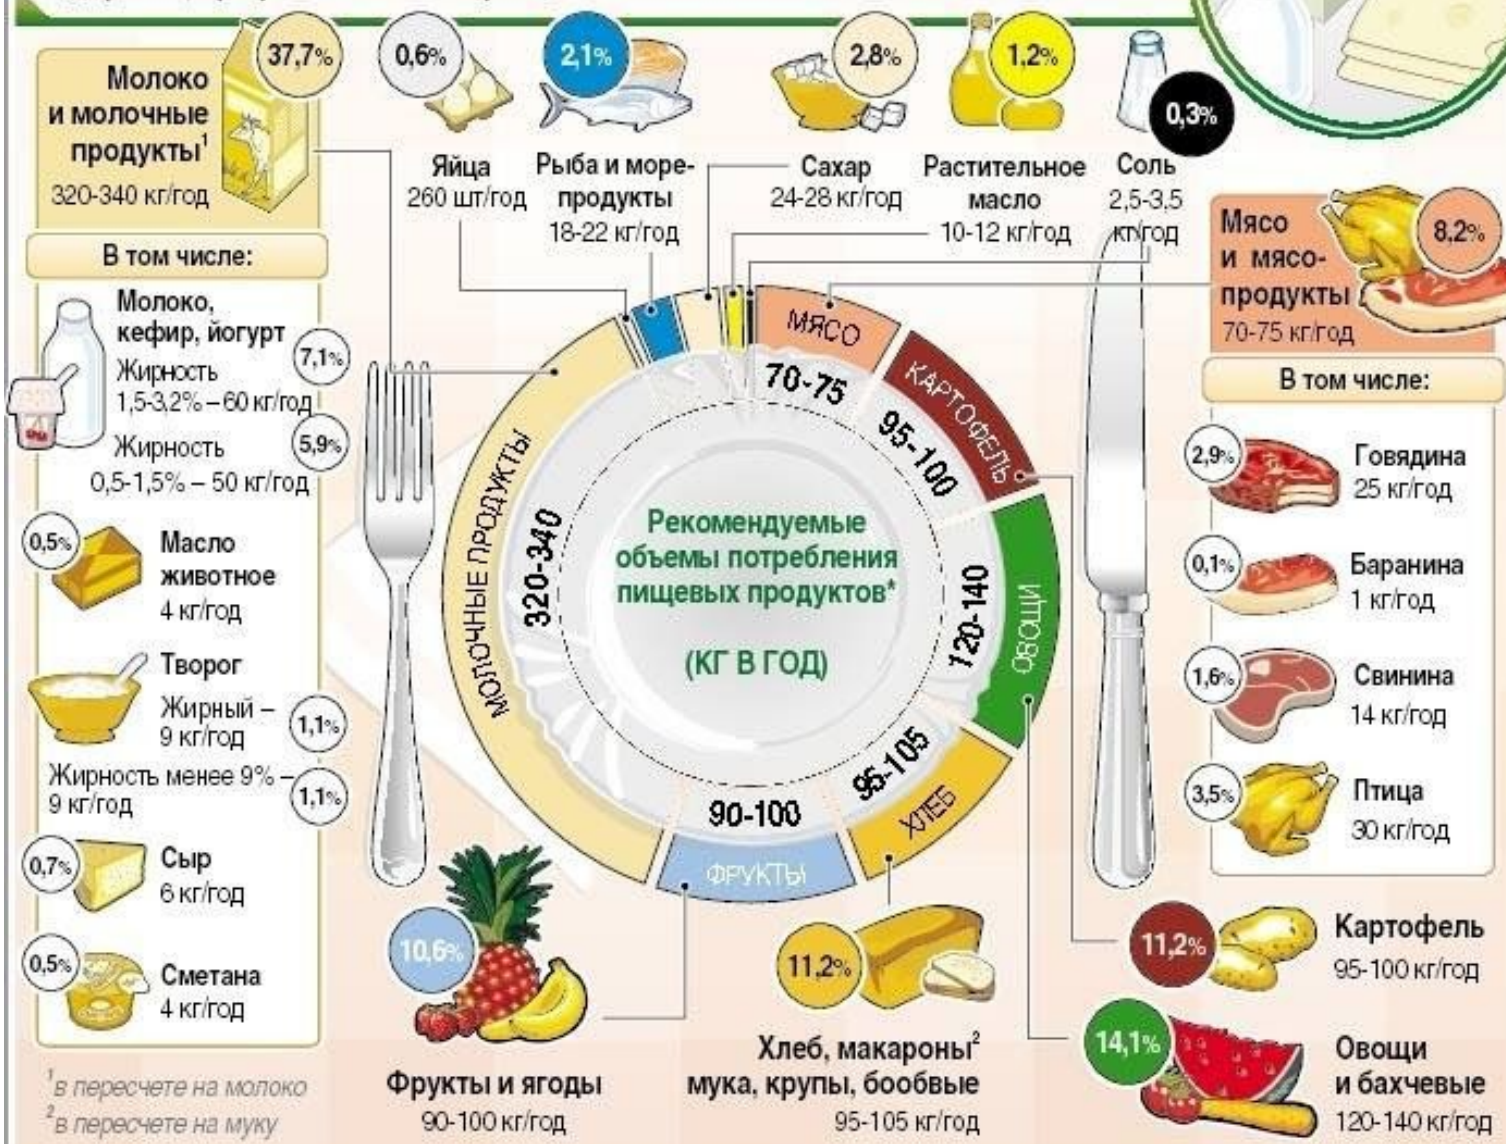 Молоко
и молочные
продукты¹
320-340 кг/год
37,7%
0,6%
Яйца
260 шт/год
2,1%
Рыба и море-
продукты
18-22 кг/год
2,8%
Сахар
24-28 кг/год
1,2%
Растительное
масло
10-12 кг/год
0,3%
Соль
2,5-3,5
кг/год
Мясо
и мясо-
продукты
70-75 кг/год
8,2%
В том числе:
Молоко,
кефир, йогурт
Жирность
1,5-3,2% – 60 кг/год
7,1%
Жирность
0,5-1,5% – 50 кг/год
5,9%
0,5%
Масло
животное
4 кг/год
Творог
Жирный –
9 кг/год
1,1%
Жирность менее 9% –
9 кг/год
1,1%
0,7%
Сыр
6 кг/год
0,5%
Сметана
4 кг/год
¹в пересчете на молоко
²в пересчете на муку
МЯСО
70-75
КАРТОФЕЛЬ
95-100
ОВОЩИ
120-140
ХЛЕБ
95-105
ФРУКТЫ
90-100
МОЛОЧНЫЕ ПРОДУКТЫ
320-340
Рекомендуемые
объемы потребления
пищевых продуктов*
(КГ В ГОД)
В том числе:
2,9%
Говядина
25 кг/год
0,1%
Баранина
1 кг/год
1,6%
Свинина
14 кг/год
3,5%
Птица
30 кг/год
10,6%
Фрукты и ягоды
90-100 кг/год
11,2%
Хлеб, макароны²
мука, крупы, бообвые
95-105 кг/год
11,2%
Картофель
95-100 кг/год
14,1%
Овощи
и бахчевые
120-140 кг/год